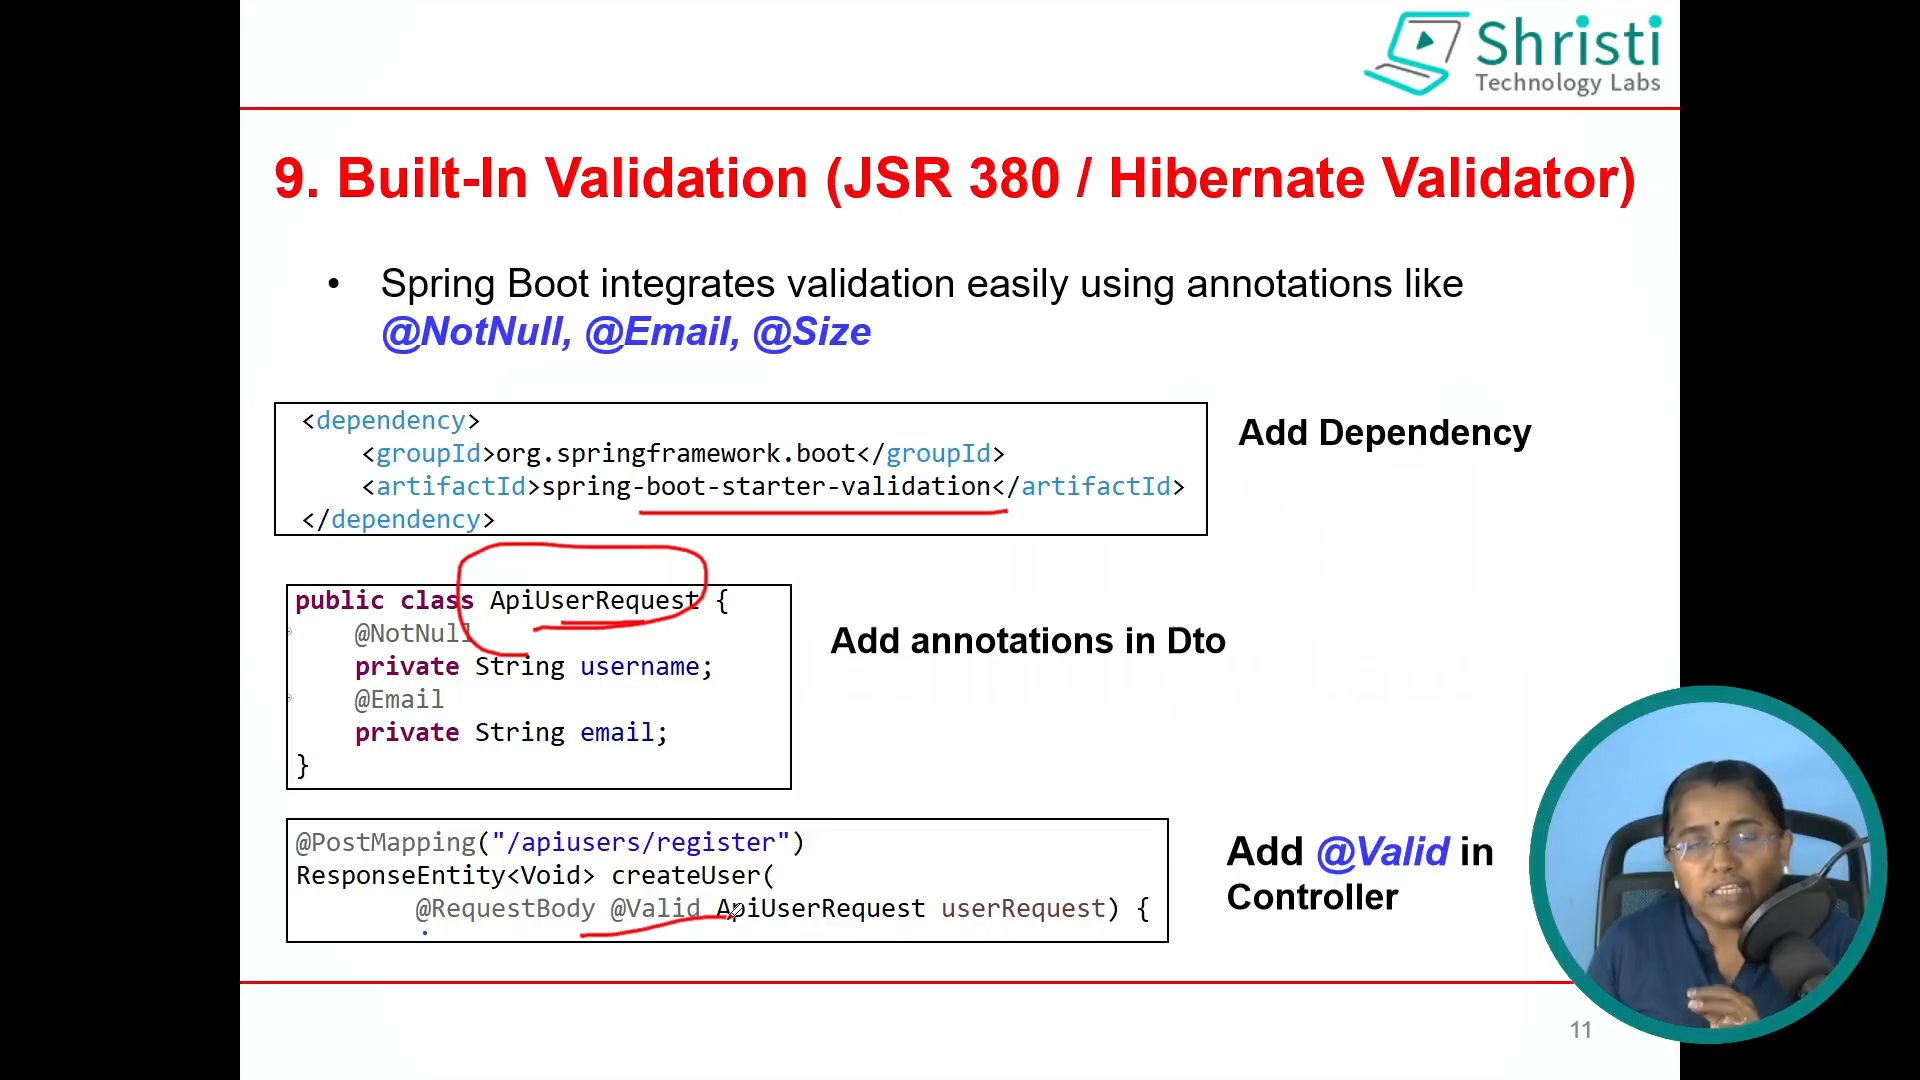 Shristi
Technology Labs
9. Built-In Validation (JSR 380 / Hibernate Validator)
• Spring Boot integrates validation easily using annotations like
@NotNull, @Email, @Size
<dependency>
<groupId>org.springframework.boot</groupId>
<artifactId>spring-boot-starter-validation</artifactId>
</dependency>
Add Dependency
public class ApiUserRequest {
@NotNull
private String username;
@Email
private String email;
}
Add annotations in Dto
@PostMapping("/apiusers/register")
ResponseEntity<Void> createUser(
@RequestBody @Valid ApiUserRequest userRequest) {
Add @Valid in
Controller
11